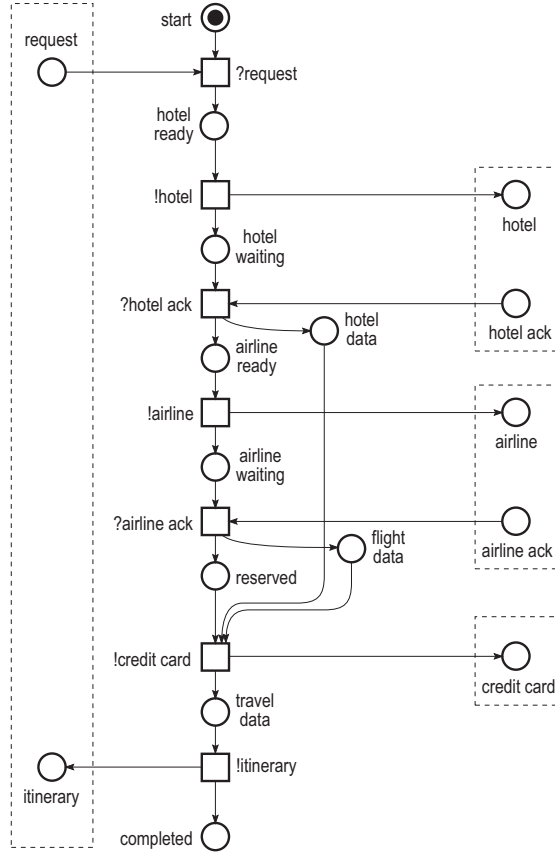 start
request
?request
hotel
ready
!hotel
hotel
hotel
waiting
?hotel ack
hotel
data
hotel ack
airline
ready
!airline
airline
airline
waiting
?airline ack
flight
data
airline ack
reserved
!credit card
credit card
travel
data
!itinerary
itinerary
completed